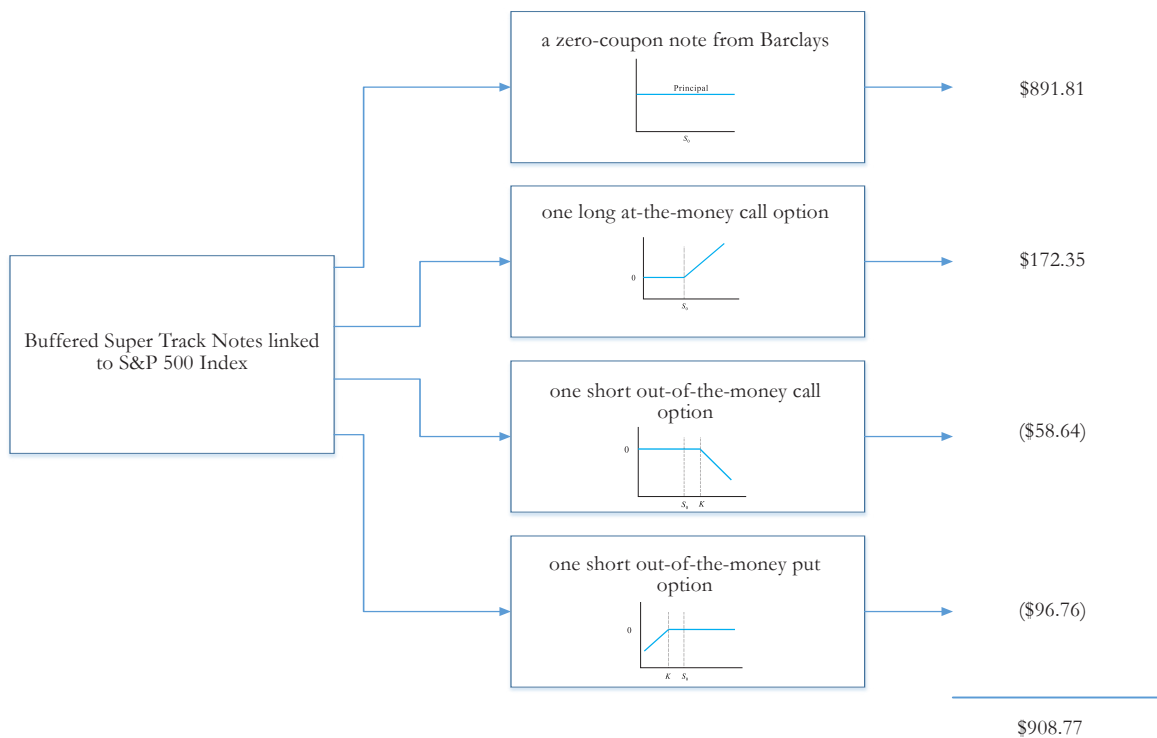 a zero-coupon note from Barclays
Principal
S₀
$891.81
one long at-the-money call option
0
S₀
$172.35
Buffered Super Track Notes linked
to S&P 500 Index
one short out-of-the-money call
option
0
S₀ K
($58.64)
one short out-of-the-money put
option
0
K S₀
($96.76)
$908.77